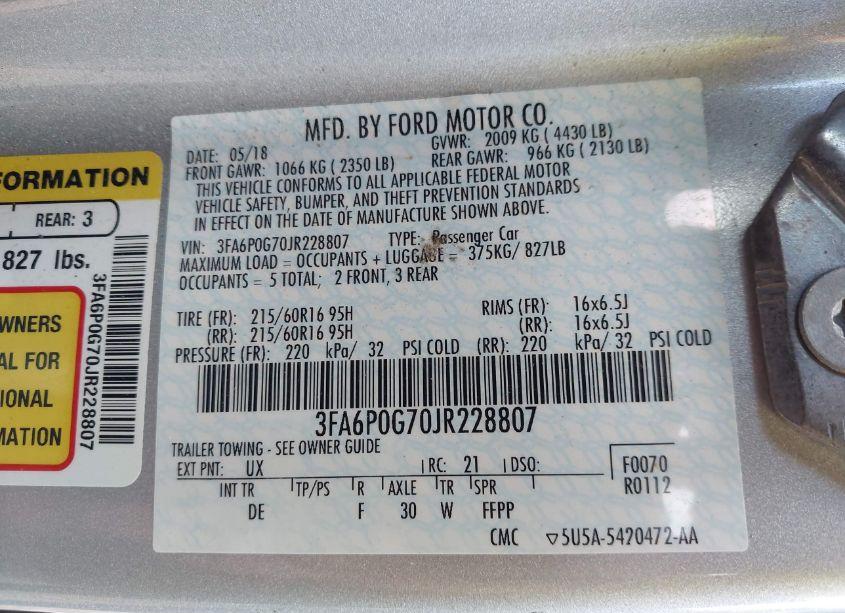 FORMATION
REAR: 3
827 lbs.
3FA6P0G70JR228807
OWNERS
AL FOR
IONAL
MATION
MFD. BY FORD MOTOR CO.
DATE: 05/18 GVWR: 2009 KG ( 4430 LB)
FRONT GAWR: 1066 KG ( 2350 LB) REAR GAWR: 966 KG ( 2130 LB)
THIS VEHICLE CONFORMS TO ALL APPLICABLE FEDERAL MOTOR
VEHICLE SAFETY, BUMPER, AND THEFT PREVENTION STANDARDS
IN EFFECT ON THE DATE OF MANUFACTURE SHOWN ABOVE.
VIN: 3FA6P0G70JR228807 TYPE: Passenger Car
MAXIMUM LOAD = OCCUPANTS + LUGGAGE = 375KG/ 827LB
OCCUPANTS = 5 TOTAL; 2 FRONT, 3 REAR
TIRE (FR): 215/60R16 95H RIMS (FR): 16x6.5J
(RR): 215/60R16 95H (RR): 16x6.5J
PRESSURE (FR): 220 kPa/ 32 PSI COLD (RR): 220 kPa/ 32 PSI COLD
3FA6P0G70JR228807
TRAILER TOWING - SEE OWNER GUIDE
EXT PNT: UX RC: 21 DSO: F0070
INT TR TP/PS R AXLE TR SPR R0112
DE F 30 W FFPP
CMC ▽5U5A-5420472-AA